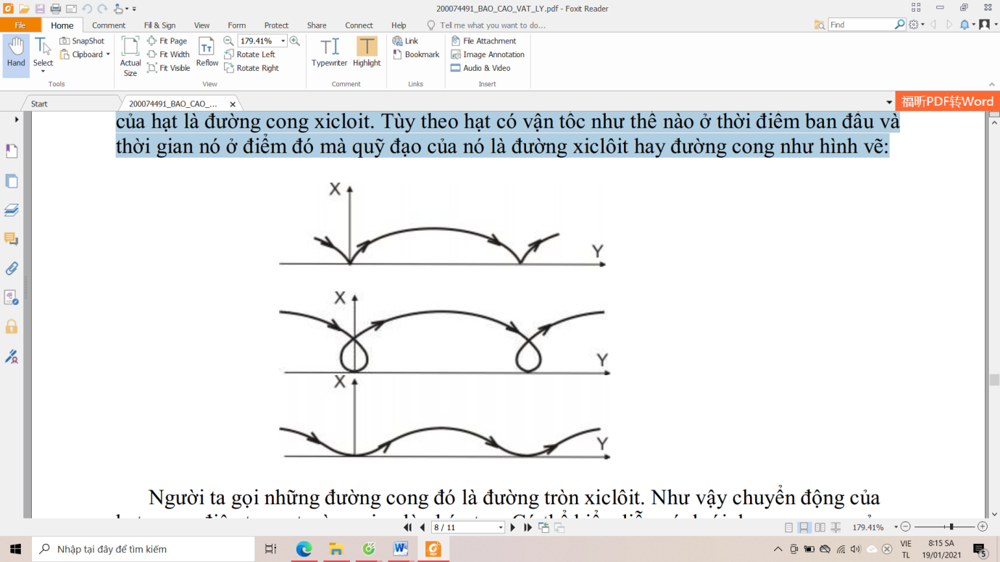 200074491_BAO_CAO_VAT_LY.pdf - Foxit Reader
File Home Comment Fill & Sign View Form Protect Share Connect Help Tell me what you want to do... Find
Hand
Select
SnapShot
Clipboard
Tools
Actual Size
Fit Page
Fit Width
Fit Visible
Reflow
179.41%
Rotate Left
Rotate Right
View
Typewriter
Highlight
Comment
Link
Bookmark
Links
File Attachment
Image Annotation
Audio & Video
Insert
Start 200074491_BAO_CAO_... 福昕PDF转Word
của hạt là đường cong xicloit. Tùy theo hạt có vận tốc như thế nào ở thời điểm ban đầu và
thời gian nó ở điểm đó mà quỹ đạo của nó là đường xiclôit hay đường cong như hình vẽ:
X
Y
X
Y
X
Y
Người ta gọi những đường cong đó là đường tròn xiclôit. Như vậy chuyển động của
8 / 11 179.41%
Nhập tại đây để tìm kiếm
VIE
TL
8:15 SA
19/01/2021
5